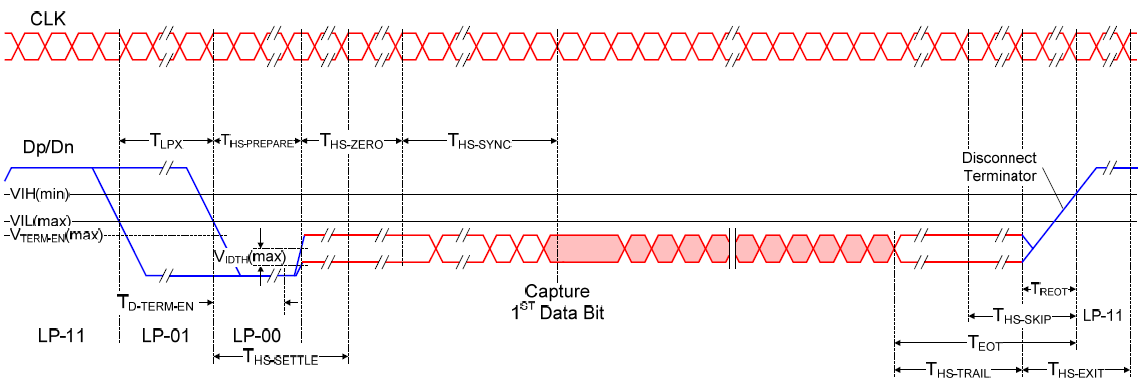 CLK
TLPX
THS-PREPARE
THS-ZERO
THS-SYNC
Dp/Dn
Disconnect
Terminator
VIH(min)
VIL(max)
VTERM-EN(max)
VIDTH(max)
Capture
1ST Data Bit
TREOT
TD-TERM-EN
THS-SKIP
LP-11
LP-11
LP-01
LP-00
THS-SETTLE
TEOT
THS-TRAIL
THS-EXIT